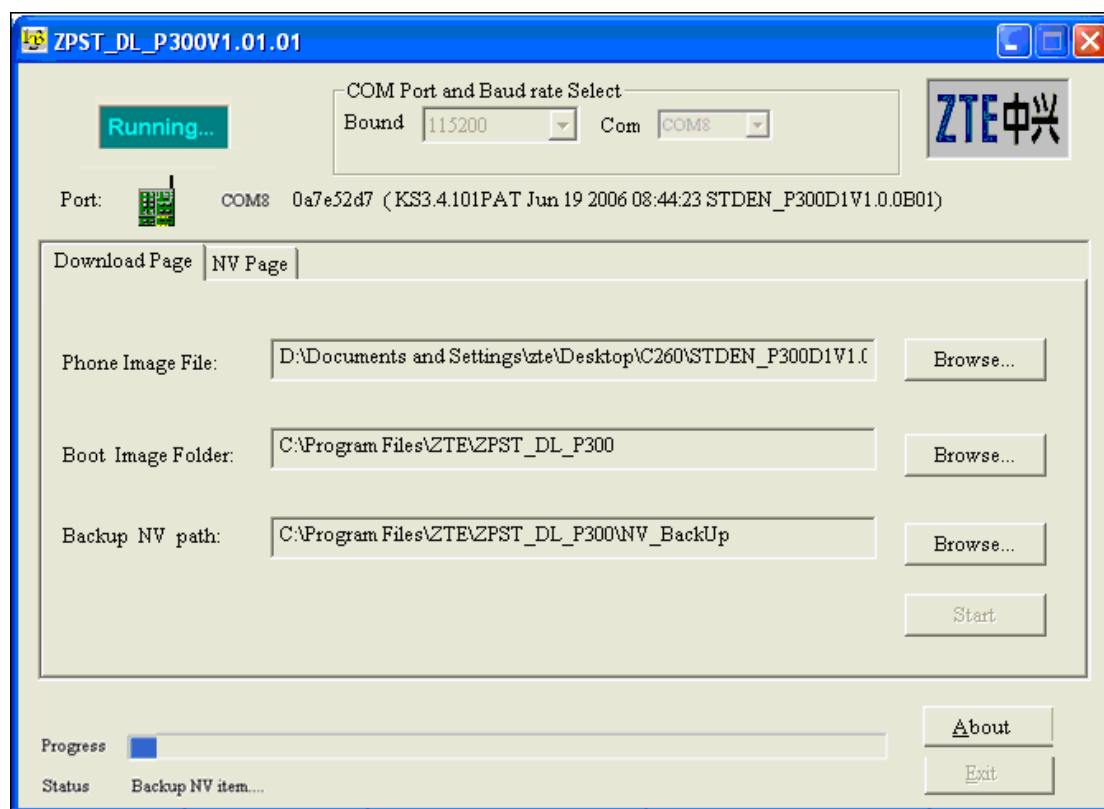 ZPST_DL_P300V1.01.01
COM Port and Baud rate Select
Running...
Bound 115200 Com COM8
ZTE中兴
Port: COM8 0a7e52d7 ( KS3.4.101PAT Jun 19 2006 08:44:23 STDEN_P300D1V1.0.0B01)
Download Page NV Page
Phone Image File: D:\Documents and Settings\zte\Desktop\C260\STDEN_P300D1V1.0 Browse...
Boot Image Folder: C:\Program Files\ZTE\ZPST_DL_P300 Browse...
Backup NV path: C:\Program Files\ZTE\ZPST_DL_P300\NV_BackUp Browse...
Start
About
Progress
Exit
Status Backup NV item....